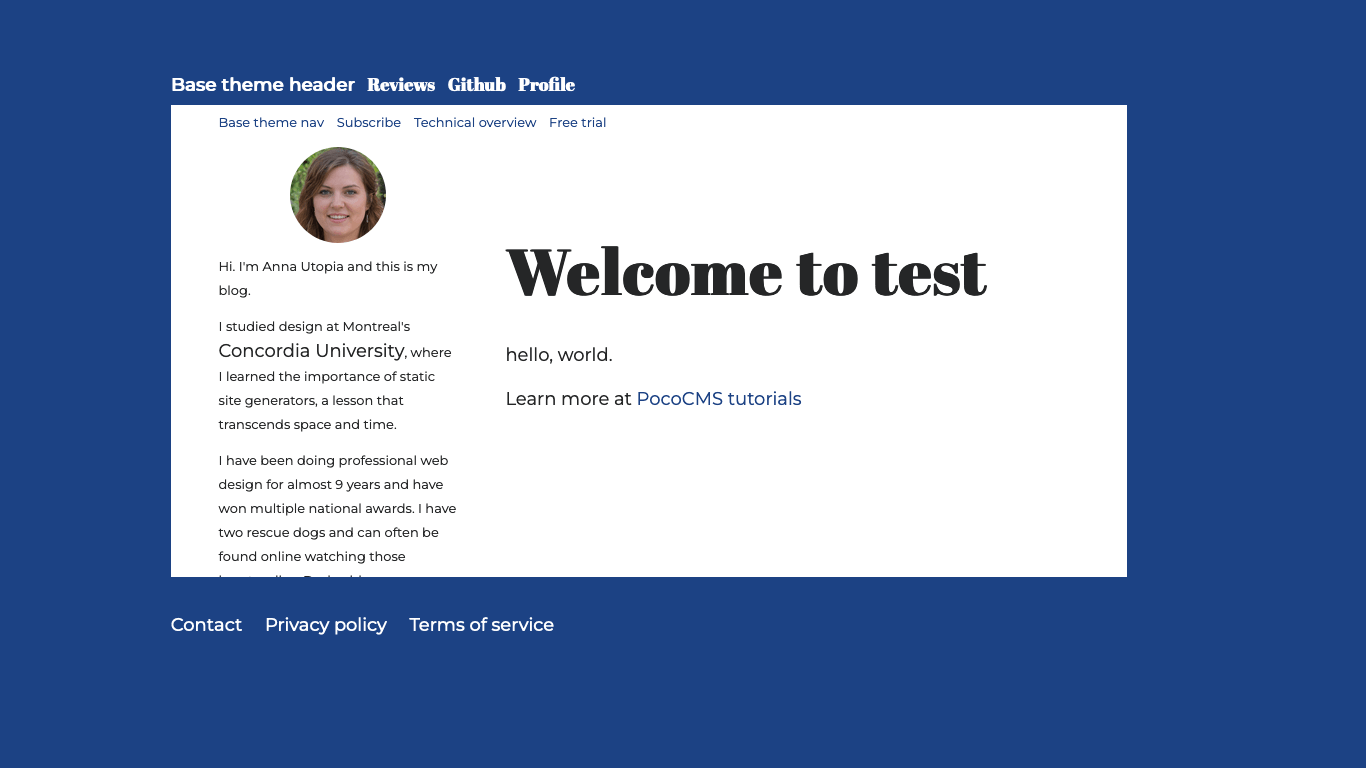 Base theme header Reviews Github Profile
Base theme nav Subscribe Technical overview Free trial
Hi. I'm Anna Utopia and this is my
blog.
I studied design at Montreal's
Concordia University, where
I learned the importance of static
site generators, a lesson that
transcends space and time.
I have been doing professional web
design for almost 9 years and have
won multiple national awards. I have
two rescue dogs and can often be
found online watching those
Welcome to test
hello, world.
Learn more at PocoCMS tutorials
Contact Privacy policy Terms of service